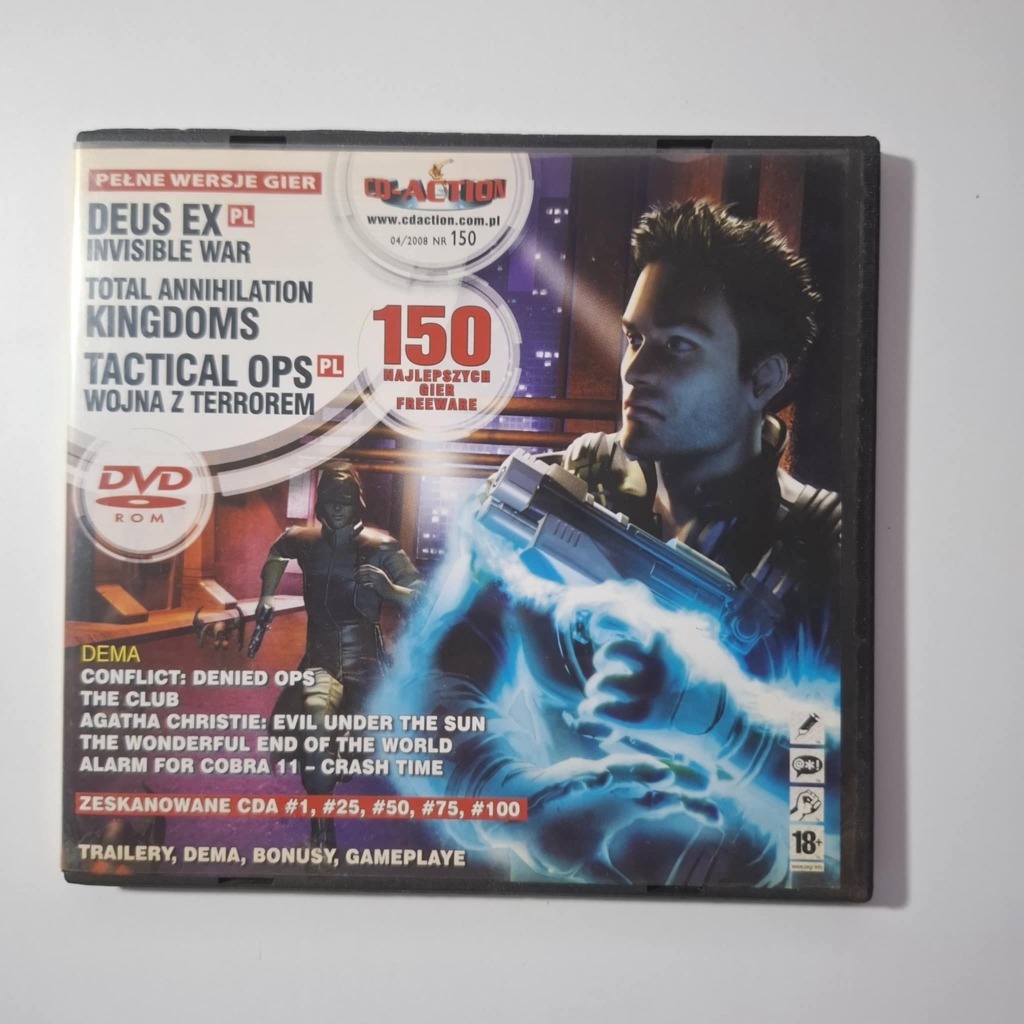 PEŁNE WERSJE GIER
DEUS EX PL
INVISIBLE WAR
TOTAL ANNIHILATION
KINGDOMS
TACTICAL OPS PL
WOJNA Z TERROREM
CD-ACTION
www.cdaction.com.pl
04/2008 NR 150
150
NAJLEPSZYCH
GIER
FREEWARE
DVD
ROM
DEMA
CONFLICT: DENIED OPS
THE CLUB
AGATHA CHRISTIE: EVIL UNDER THE SUN
THE WONDERFUL END OF THE WORLD
ALARM FOR COBRA 11 – CRASH TIME
ZESKANOWANE CDA #1, #25, #50, #75, #100
TRAILERY, DEMA, BONUSY, GAMEPLAYE
@*!
18+